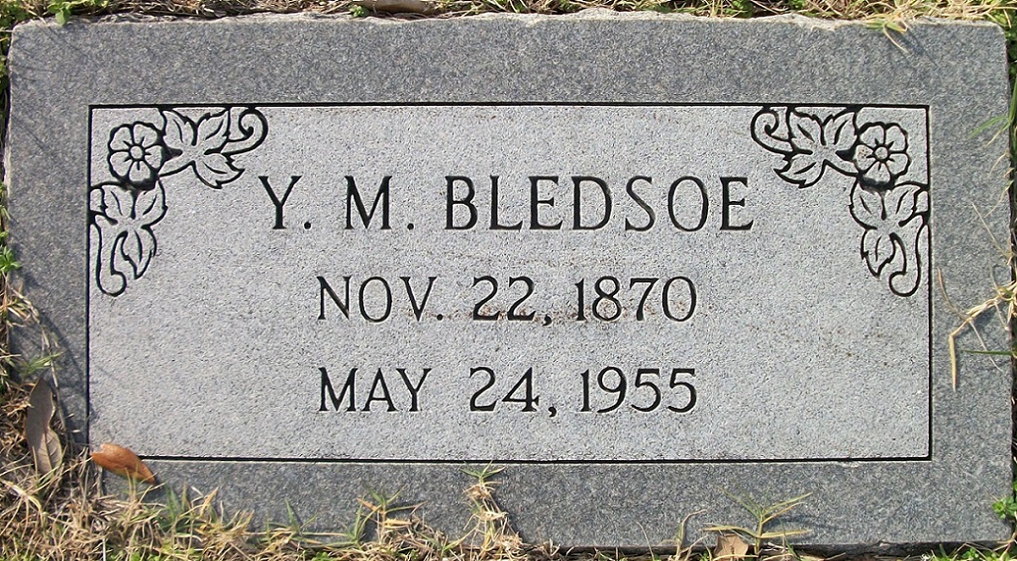 Y. M. BLEDSOE
NOV. 22, 1870
MAY 24, 1955